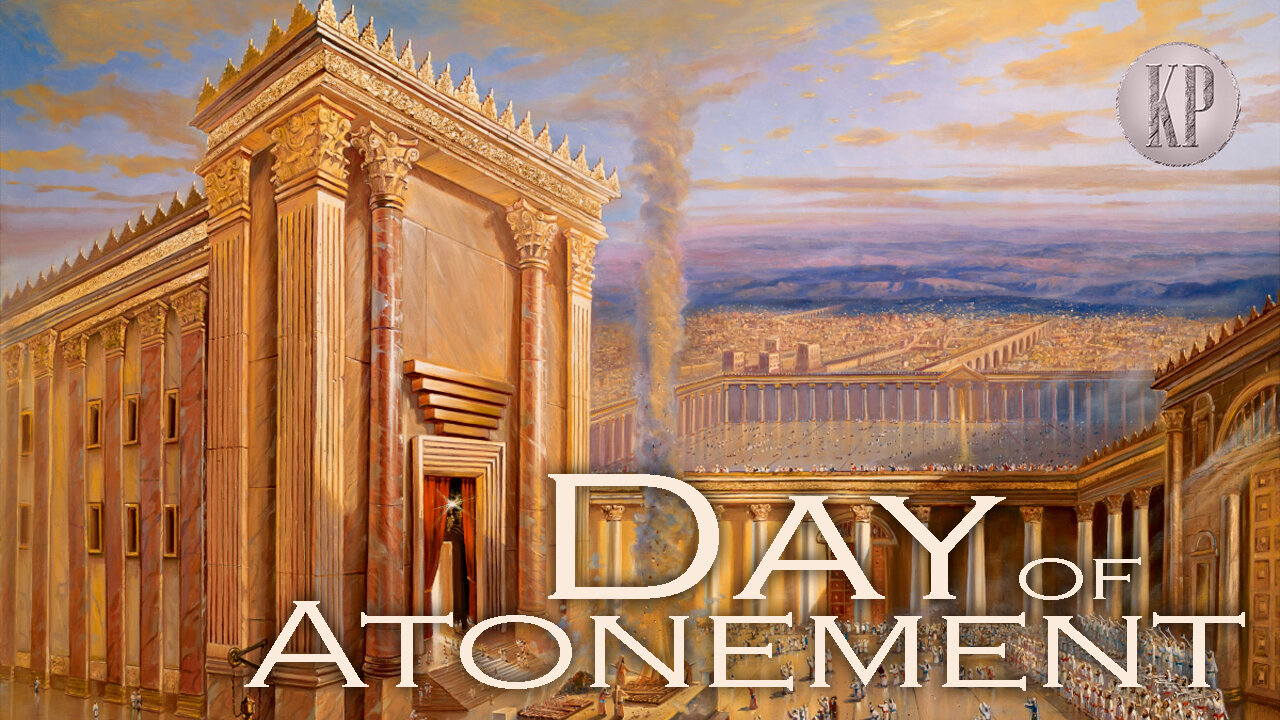 KP
DAY OF
ATONEMENT